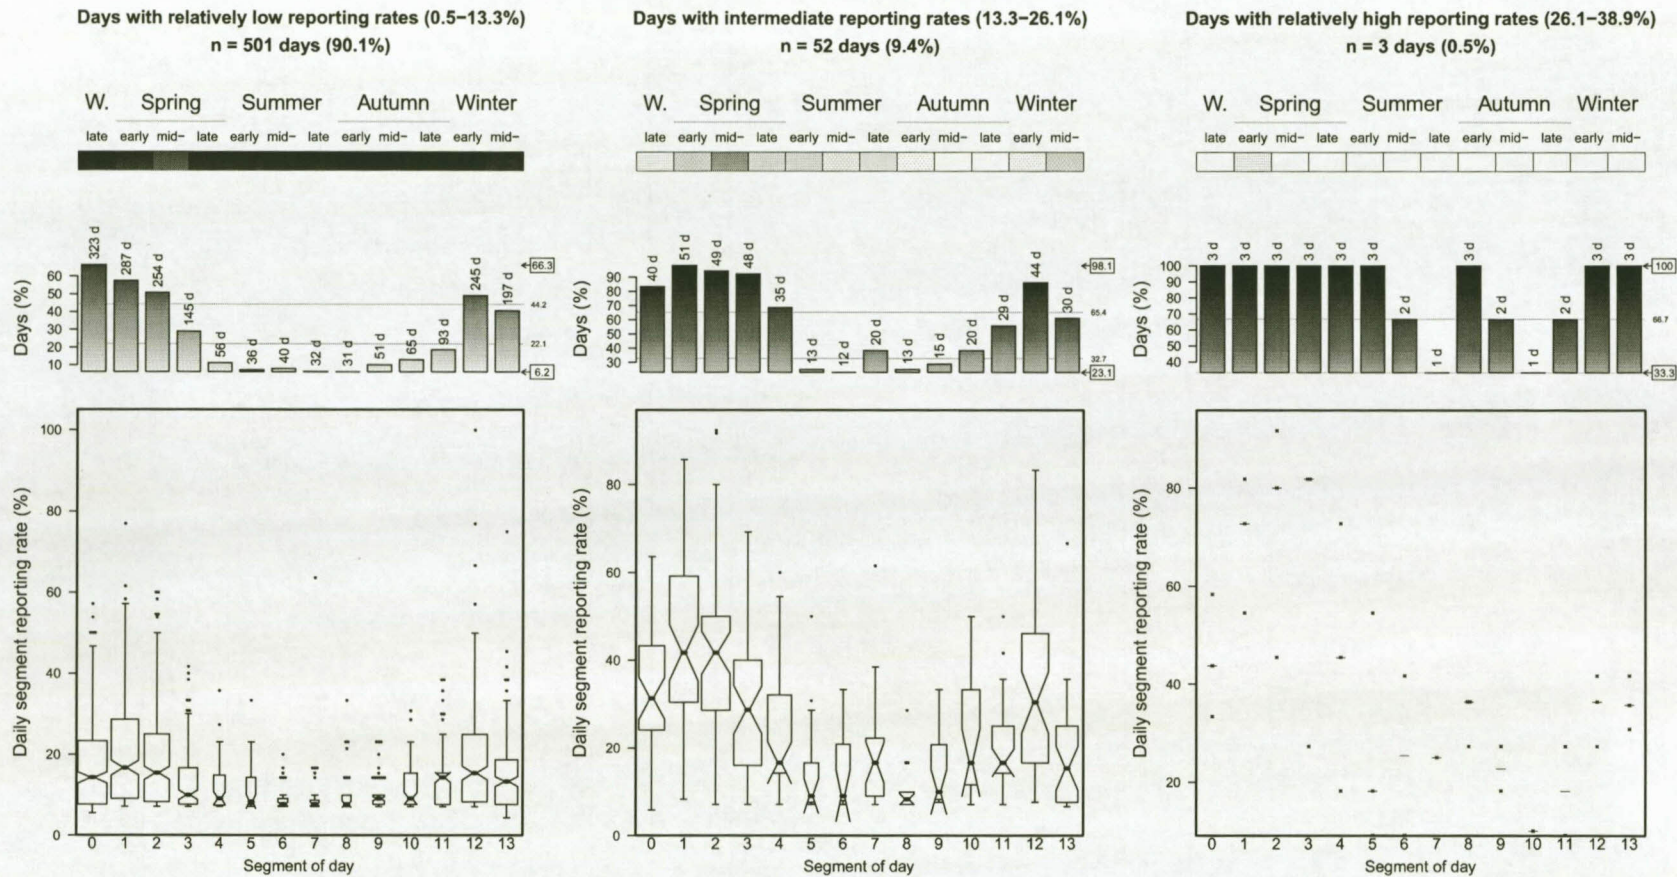 Days with relatively low reporting rates (0.5−13.3%)
n = 501 days (90.1%)
W. Spring Summer Autumn Winter
late early mid− late early mid− late early mid− late early mid−
323 d 287 d 254 d 145 d 56 d 36 d 40 d 32 d 31 d 51 d 65 d 93 d 245 d 197 d
Days (%)
60
50
40
30
20
10
66.3
44.2
22.1
6.2
Daily segment reporting rate (%)
100
80
60
40
20
0
0 1 2 3 4 5 6 7 8 9 10 11 12 13
Segment of day
Days with intermediate reporting rates (13.3−26.1%)
n = 52 days (9.4%)
W. Spring Summer Autumn Winter
late early mid− late early mid− late early mid− late early mid−
40 d 51 d 49 d 48 d 35 d 13 d 12 d 20 d 13 d 15 d 20 d 29 d 44 d 30 d
Days (%)
90
80
70
60
50
40
30
98.1
65.4
32.7
23.1
Daily segment reporting rate (%)
80
60
40
20
0
0 1 2 3 4 5 6 7 8 9 10 11 12 13
Segment of day
Days with relatively high reporting rates (26.1−38.9%)
n = 3 days (0.5%)
W. Spring Summer Autumn Winter
late early mid− late early mid− late early mid− late early mid−
3 d 3 d 3 d 3 d 3 d 3 d 2 d 1 d 3 d 2 d 1 d 2 d 3 d 3 d
Days (%)
100
90
80
70
60
50
40
100
66.7
33.3
Daily segment reporting rate (%)
80
60
40
20
0 1 2 3 4 5 6 7 8 9 10 11 12 13
Segment of day